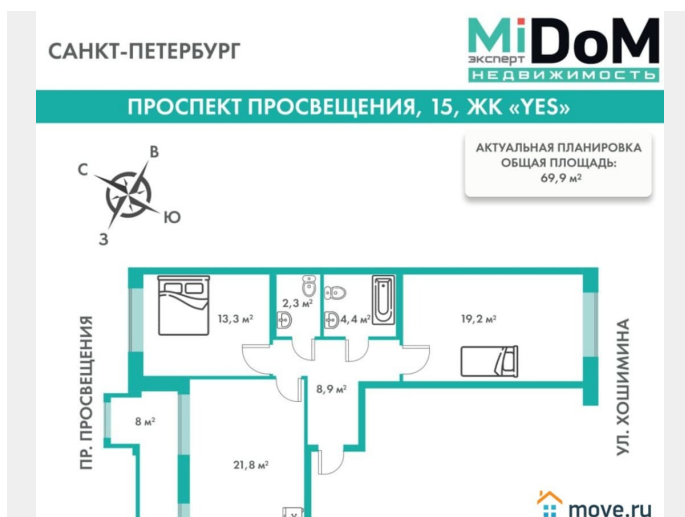 САНКТ-ПЕТЕРБУРГ
MiDoM
эксперт
НЕДВИЖИМОСТЬ
ПРОСПЕКТ ПРОСВЕЩЕНИЯ, 15, ЖК «YES»
АКТУАЛЬНАЯ ПЛАНИРОВКА
ОБЩАЯ ПЛОЩАДЬ:
69,9 м²
В
С
Ю
З
13,3 м²
2,3 м²
4,4 м²
19,2 м²
8,9 м²
8 м²
21,8 м²
ПР. ПРОСВЕЩЕНИЯ
УЛ. ХОШИМИНА
move.ru